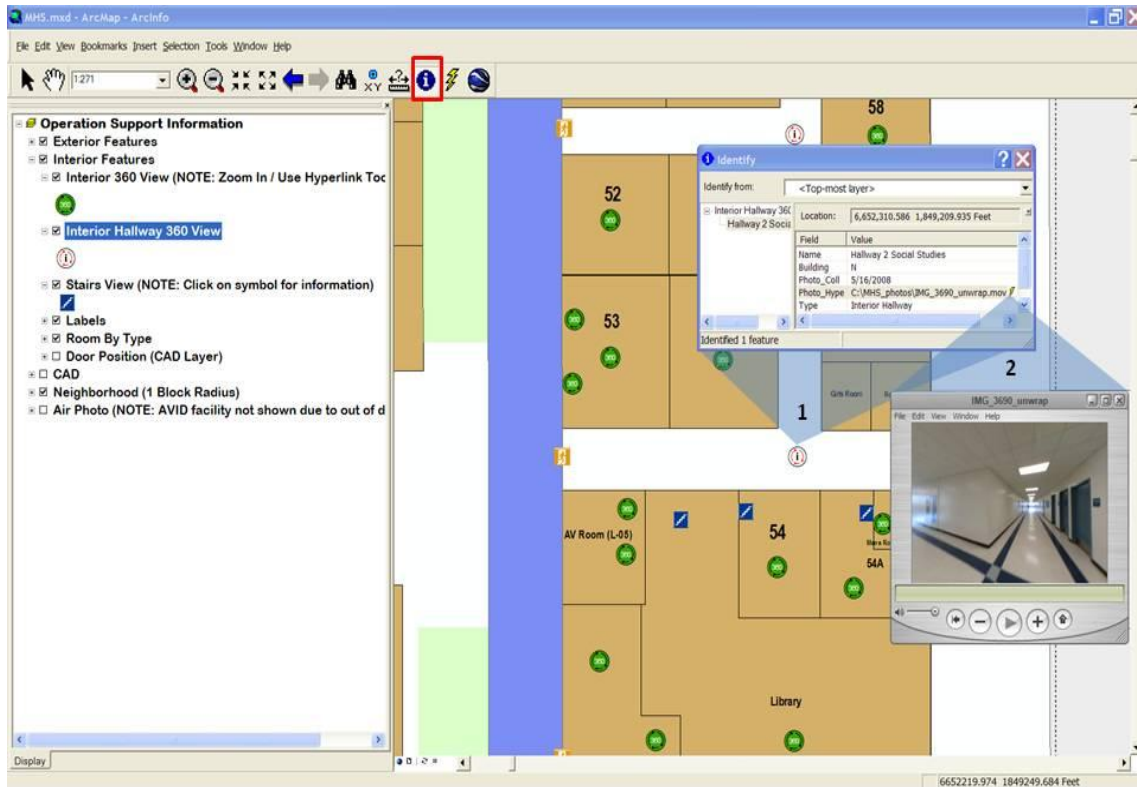 MHS.mxd - ArcMap - ArcInfo
File Edit View Bookmarks Insert Selection Tools Window Help
1:271
XY
Operation Support Information
Exterior Features
Interior Features
Interior 360 View (NOTE: Zoom In / Use Hyperlink Toc
360
Interior Hallway 360 View
Stairs View (NOTE: Click on symbol for information)
Labels
Room By Type
Door Position (CAD Layer)
CAD
Neighborhood (1 Block Radius)
Air Photo (NOTE: AVID facility not shown due to out of d
Display
58
52
53
Identify
Identify from: <Top-most layer>
Interior Hallway 360
Hallway 2 Socia
Location: 6,652,310.586 1,849,209.935 Feet
Field Value
Name Hallway 2 Social Studies
Building N
Photo_Coll 5/16/2008
Photo_Hype C:\MHS_photos\IMG_3690_unwrap.mov
Type Interior Hallway
Identified 1 feature
1
2
Girls Room
IMG_3690_unwrap
File Edit View Window Help
AV Room (L-05)
54
54A
Library
6652219.974 1849249.684 Feet